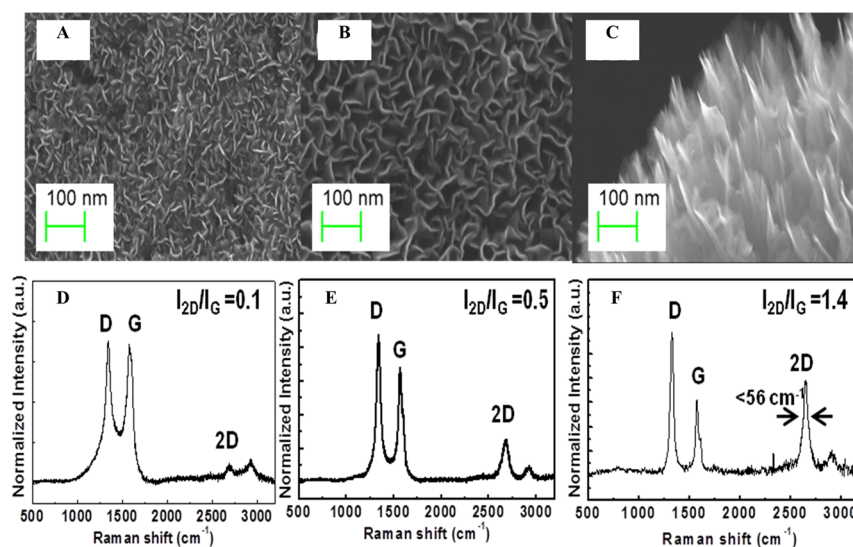 A
B
C
100 nm
100 nm
100 nm
D
I2D/IG =0.1
D
G
2D
Normalized Intensity (a.u.)
500 1000 1500 2000 2500 3000
Raman shift (cm-1)
E
I2D/IG =0.5
D
G
2D
Normalized Intensity (a.u.)
500 1000 1500 2000 2500 3000
Raman shift (cm-1)
F
I2D/IG =1.4
D
G
2D
<56 cm-1
Normalized Intensity (a.u.)
500 1000 1500 2000 2500 3000
Raman shift (cm-1)